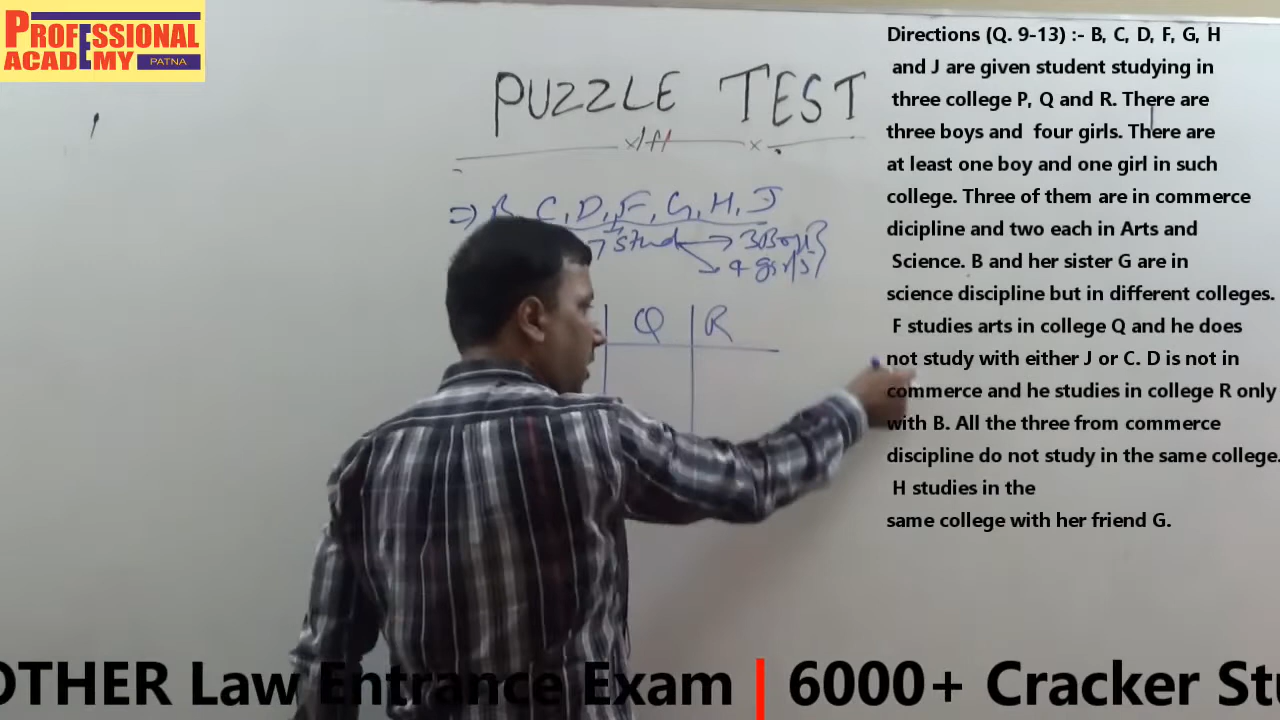 PROFESSIONAL
ACADEMY PATNA
PUZZLE TEST
⇒ B, C, D, F, G, H, J
7 Stud → 3 Boys
→ 4 girls
Q R
Directions (Q. 9-13) :- B, C, D, F, G, H
and J are given student studying in
three college P, Q and R. There are
three boys and four girls. There are
at least one boy and one girl in such
college. Three of them are in commerce
dicipline and two each in Arts and
Science. B and her sister G are in
science discipline but in different colleges.
F studies arts in college Q and he does
not study with either J or C. D is not in
commerce and he studies in college R only
with B. All the three from commerce
discipline do not study in the same college.
H studies in the
same college with her friend G.
OTHER Law Entrance Exam | 6000+ Cracker Stu